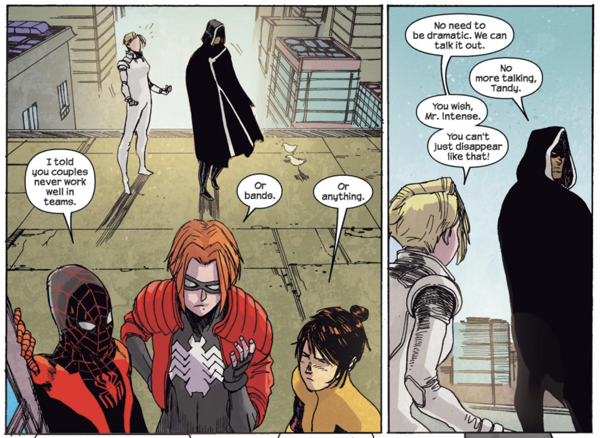 I told
you couples
never work
well in
teams.
Or
bands.
Or
anything.
No need to
be dramatic. We can
talk it out.
No
more talking,
Tandy.
You wish,
Mr. Intense.
You can't
just disappear
like that!